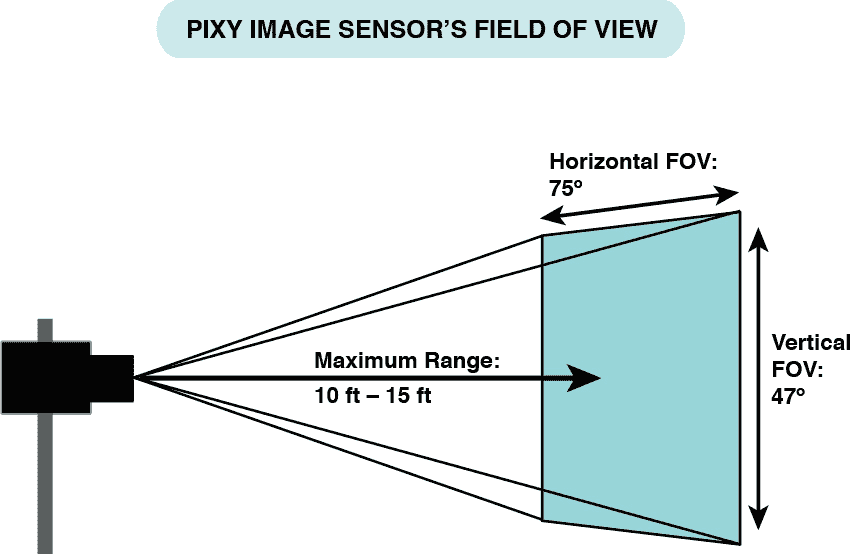 PIXY IMAGE SENSOR'S FIELD OF VIEW
Horizontal FOV:
75º
Maximum Range:
10 ft – 15 ft
Vertical
FOV:
47º